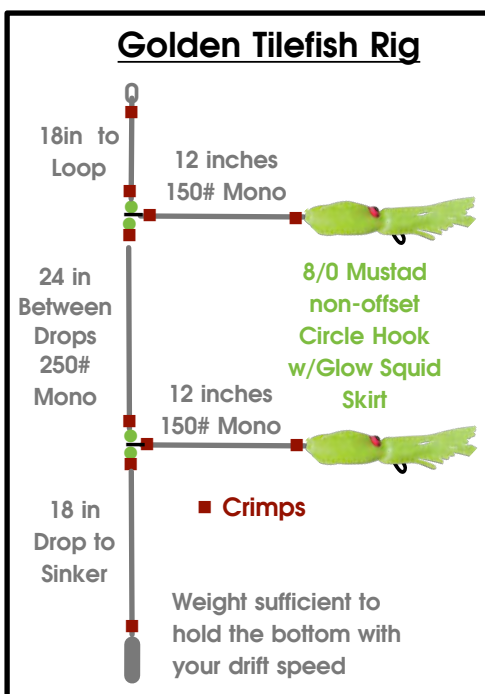 Golden Tilefish Rig
18in to
Loop
12 inches
150# Mono
24 in
Between
Drops
250#
Mono
8/0 Mustad
non-offset
Circle Hook
w/Glow Squid
Skirt
12 inches
150# Mono
18 in
Drop to
Sinker
Crimps
Weight sufficient to
hold the bottom with
your drift speed